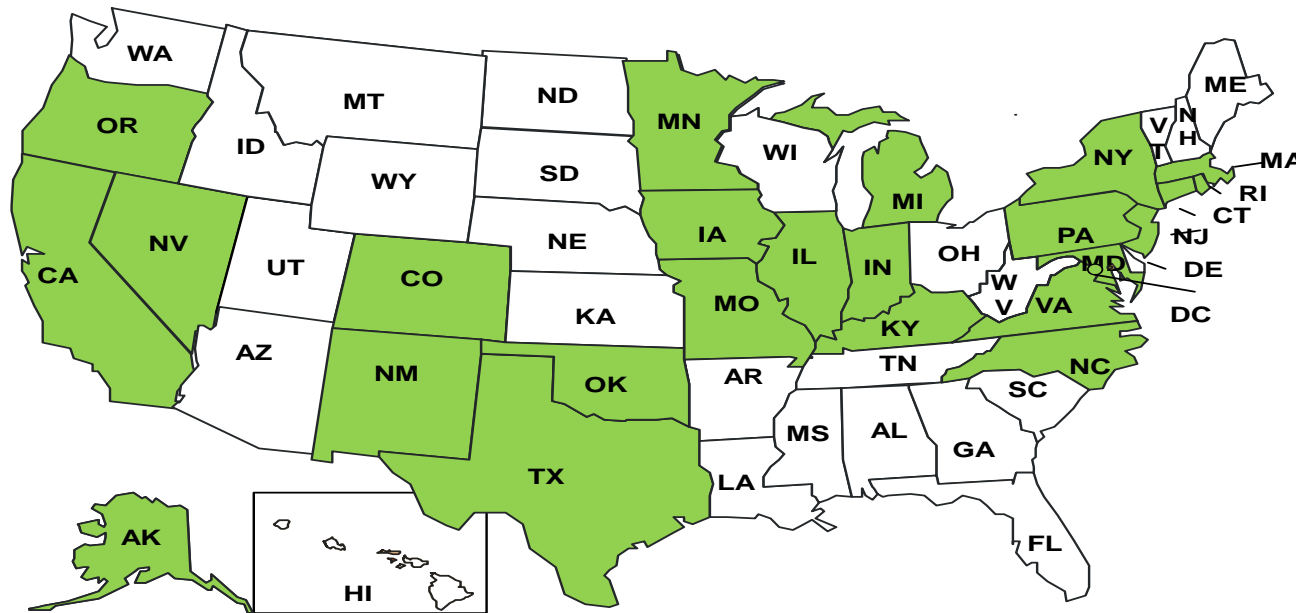 WA
MT
ND
MN
ME
OR
ID
WY
SD
WI
MI
NY
V
T
N
H
MA
RI
CT
NJ
DE
DC
CA
NV
UT
CO
NE
IA
IL
IN
OH
PA
MD
W
V
VA
KA
MO
KY
AZ
NM
OK
AR
TN
NC
SC
TX
LA
MS
AL
GA
FL
AK
HI